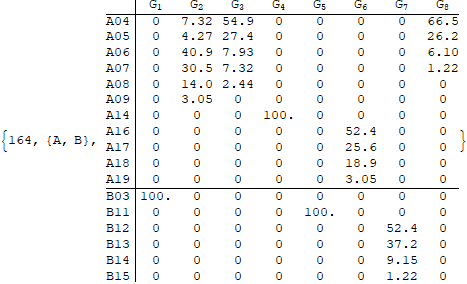 G₁ G₂ G₃ G₄ G₅ G₆ G₇ G₈
A04 0 7.32 54.9 0 0 0 0 66.5
A05 0 4.27 27.4 0 0 0 0 26.2
A06 0 40.9 7.93 0 0 0 0 6.10
A07 0 30.5 7.32 0 0 0 0 1.22
A08 0 14.0 2.44 0 0 0 0 0
A09 0 3.05 0 0 0 0 0 0
A14 0 0 0 100. 0 0 0 0
A16 0 0 0 0 0 52.4 0 0
{164, {A, B}, A17 0 0 0 0 0 25.6 0 0 }
A18 0 0 0 0 0 18.9 0 0
A19 0 0 0 0 0 3.05 0 0
B03 100. 0 0 0 0 0 0 0
B11 0 0 0 0 100. 0 0 0
B12 0 0 0 0 0 0 52.4 0
B13 0 0 0 0 0 0 37.2 0
B14 0 0 0 0 0 0 9.15 0
B15 0 0 0 0 0 0 1.22 0